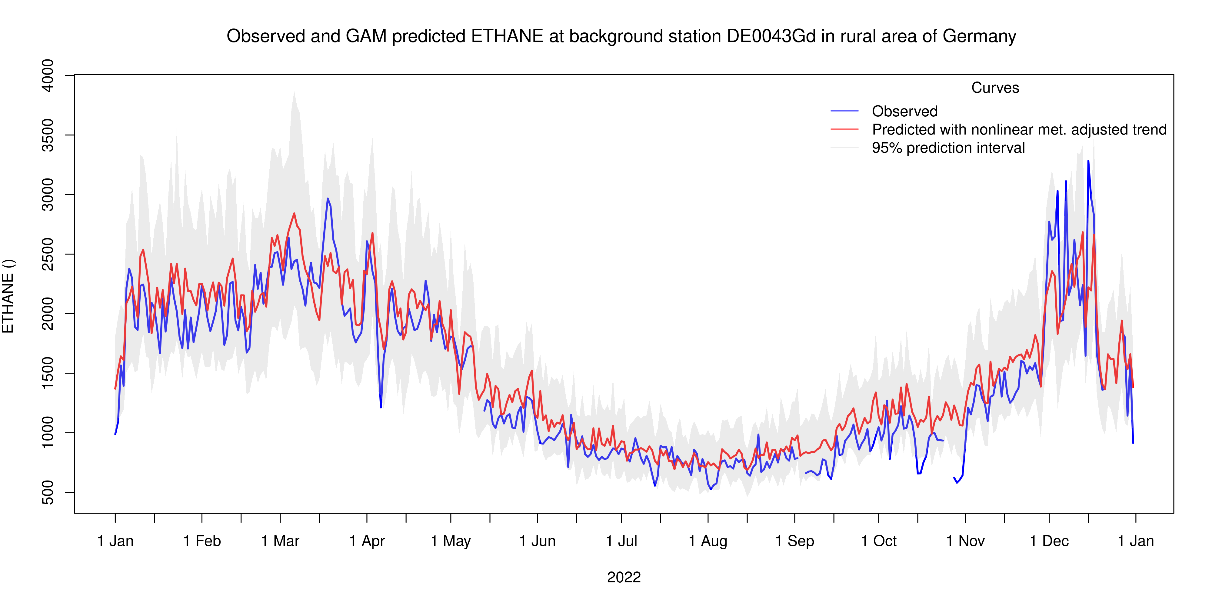 Observed and GAM predicted ETHANE at background station DE0043Gd in rural area of Germany
Curves
Observed
Predicted with nonlinear met. adjusted trend
95% prediction interval
ETHANE ()
4000
3500
3000
2500
2000
1500
1000
500
1 Jan
1 Feb
1 Mar
1 Apr
1 May
1 Jun
1 Jul
1 Aug
1 Sep
1 Oct
1 Nov
1 Dec
1 Jan
2022